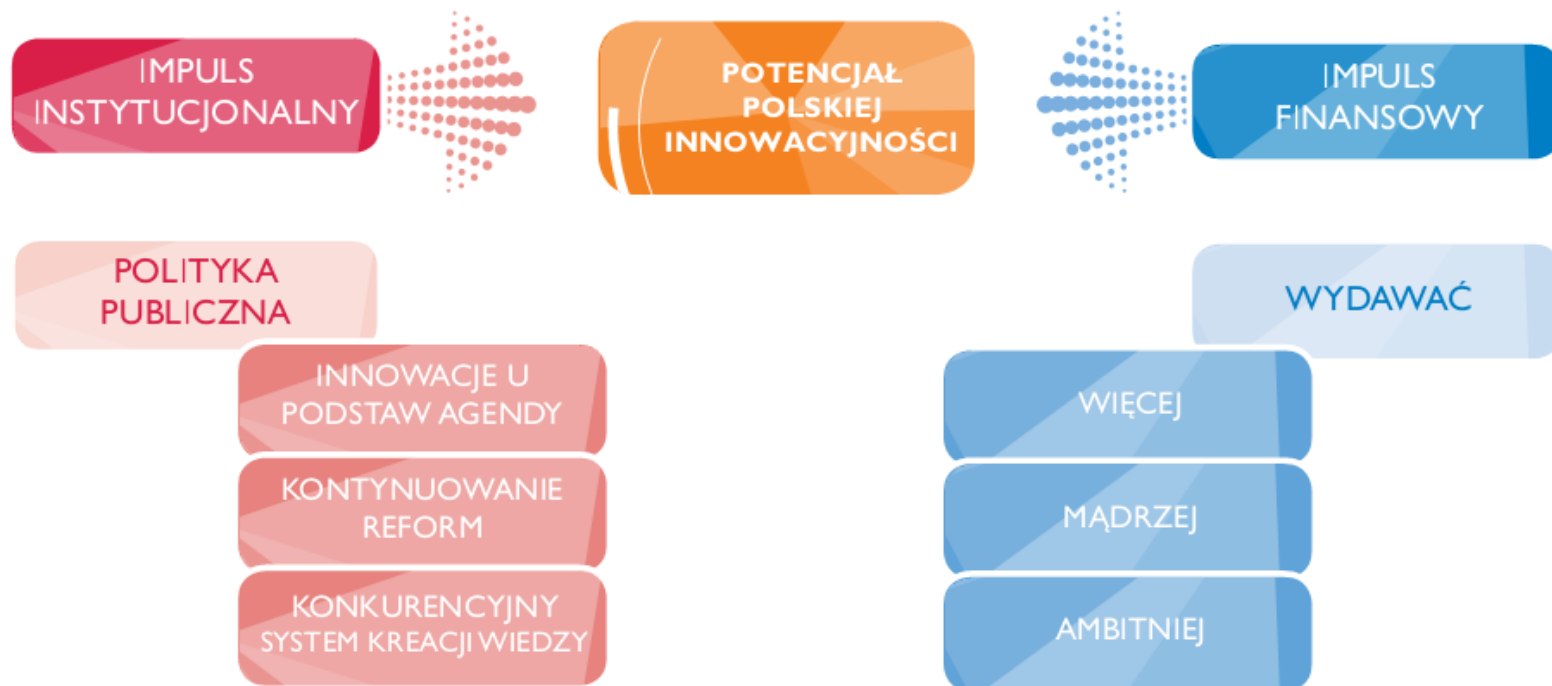 IMPULS
INSTYTUCJONALNY
POTENCJAŁ
POLSKIEJ
INNOWACYJNOŚCI
IMPULS
FINANSOWY
POLITYKA
PUBLICZNA
WYDAWAĆ
INNOWACJE U
PODSTAW AGENDY
KONTYNUOWANIE
REFORM
KONKURENCYJNY
SYSTEM KREACJI WIEDZY
WIĘCEJ
MĄDRZEJ
AMBITNIEJ